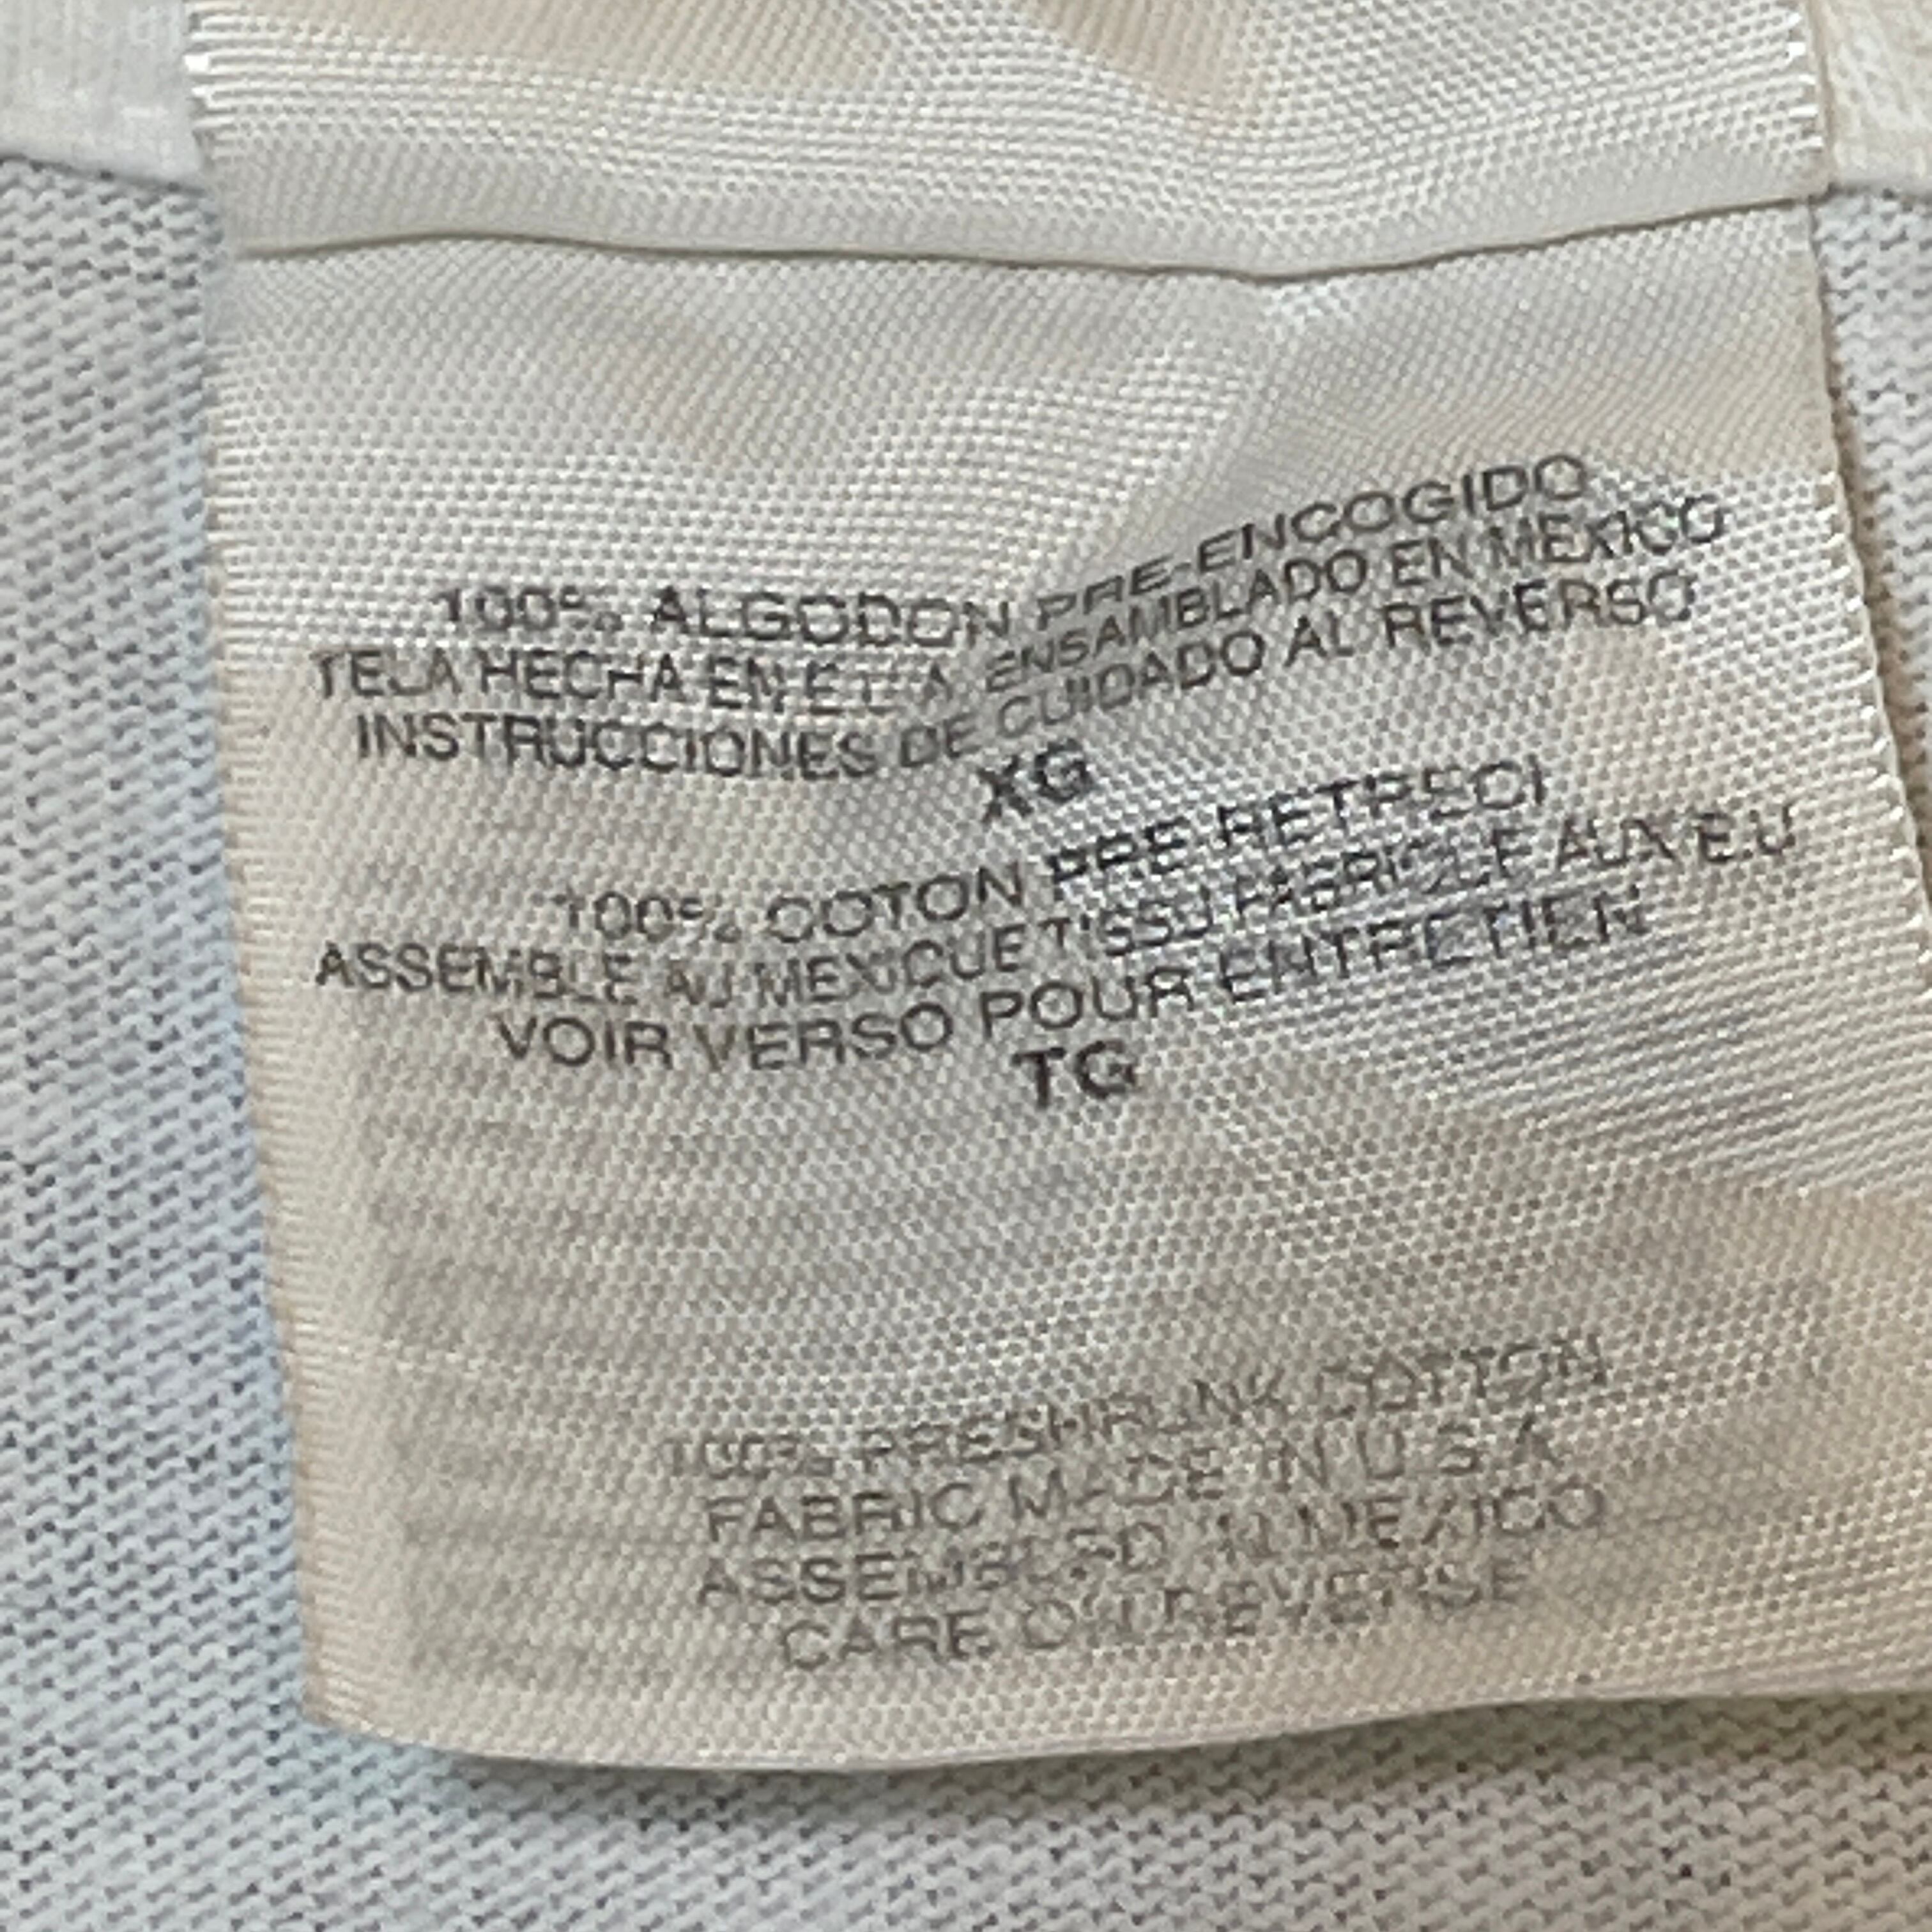 100% ALGODON PRE-ENCOGIDO
TELA HECHA EN E.U.A. ENSAMBLADO EN MEXICO
INSTRUCCIONES DE CUIDADO AL REVERSO
XG
100% COTON PRE RETRECI
ASSEMBLE AU MEXIQUE TISSU FABRIQUE AUX E.U
VOIR VERSO POUR ENTRETIEN
TG
100% PRESHRUNK COTTON
FABRIC MADE IN U.S.A.
ASSEMBLED IN MEXICO
CARE ON REVERSE